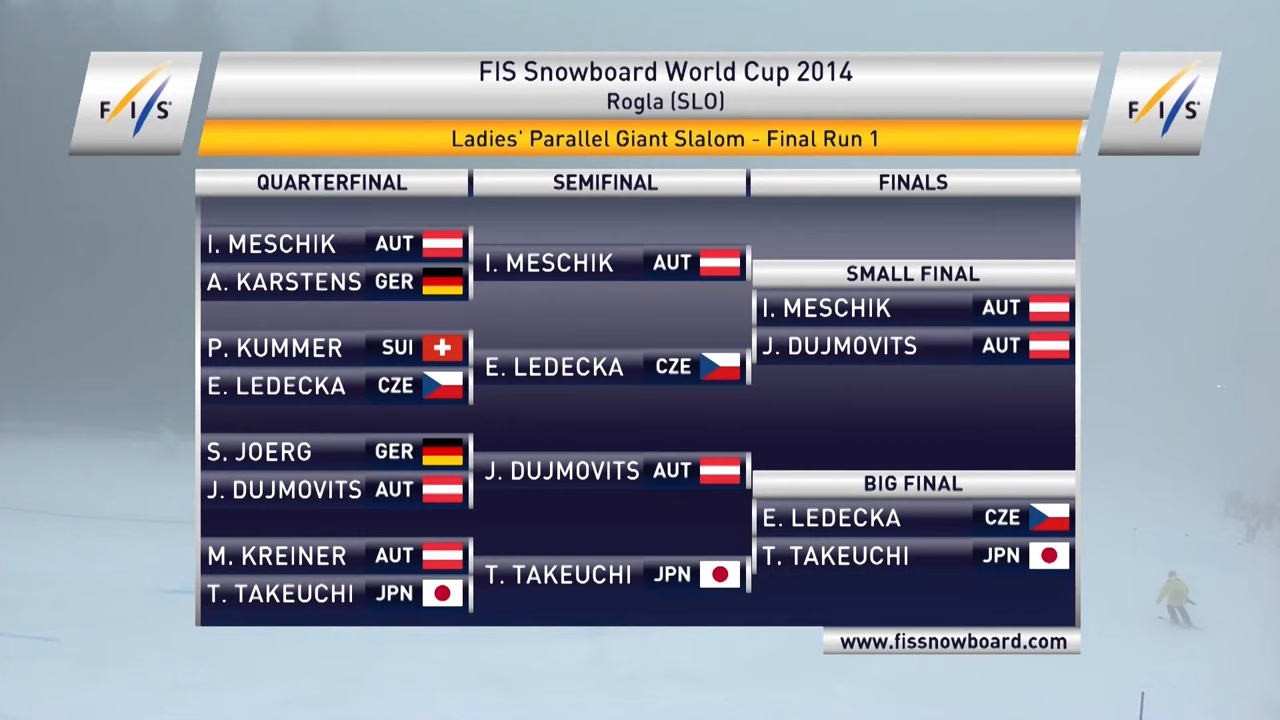 FIS
FIS Snowboard World Cup 2014
Rogla (SLO)
FIS
Ladies' Parallel Giant Slalom - Final Run 1
QUARTERFINAL
I. MESCHIK AUT
A. KARSTENS GER
P. KUMMER SUI
E. LEDECKA CZE
S. JOERG GER
J. DUJMOVITS AUT
M. KREINER AUT
T. TAKEUCHI JPN
SEMIFINAL
I. MESCHIK AUT
E. LEDECKA CZE
J. DUJMOVITS AUT
T. TAKEUCHI JPN
FINALS
SMALL FINAL
I. MESCHIK AUT
J. DUJMOVITS AUT
BIG FINAL
E. LEDECKA CZE
T. TAKEUCHI JPN
www.fissnowboard.com